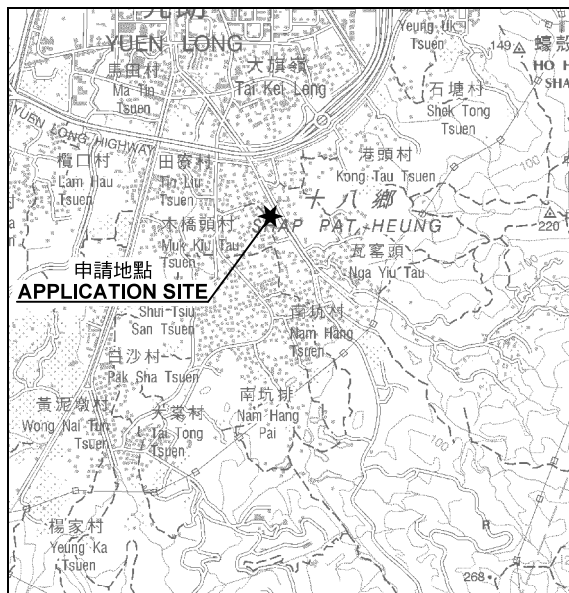 YUEN LONG
Yeung Uk
Tsuen
149
馬田村
Ma Tin
Tsuen
大旗嶺
Tai Kei Leng
HO H
SHA
石塘村
Shek Tong
Tsuen
YUEN LONG HIGHWAY
欖口村
Lam Hau
Tsuen
田寮村
Tin Liu
Tsuen
港頭村
Kong Tau Tsuen
100
十八鄉
SHAP PAT HEUNG
220
木橋頭村
Muk Kiu Tau
Tsuen
瓦窰頭
Nga Yiu Tau
申請地點
APPLICATION SITE
Shui Tsiu
San Tsuen
南坑村
Nam Hang
Tsuen
白沙村
Pak Sha Tsuen
黃泥墩村
Wong Nai Tun
Tsuen
大棠村
Tai Tong
Tsuen
南坑排
Nam Hang
Pai
100
楊家村
Yeung Ka
Tsuen
R
268